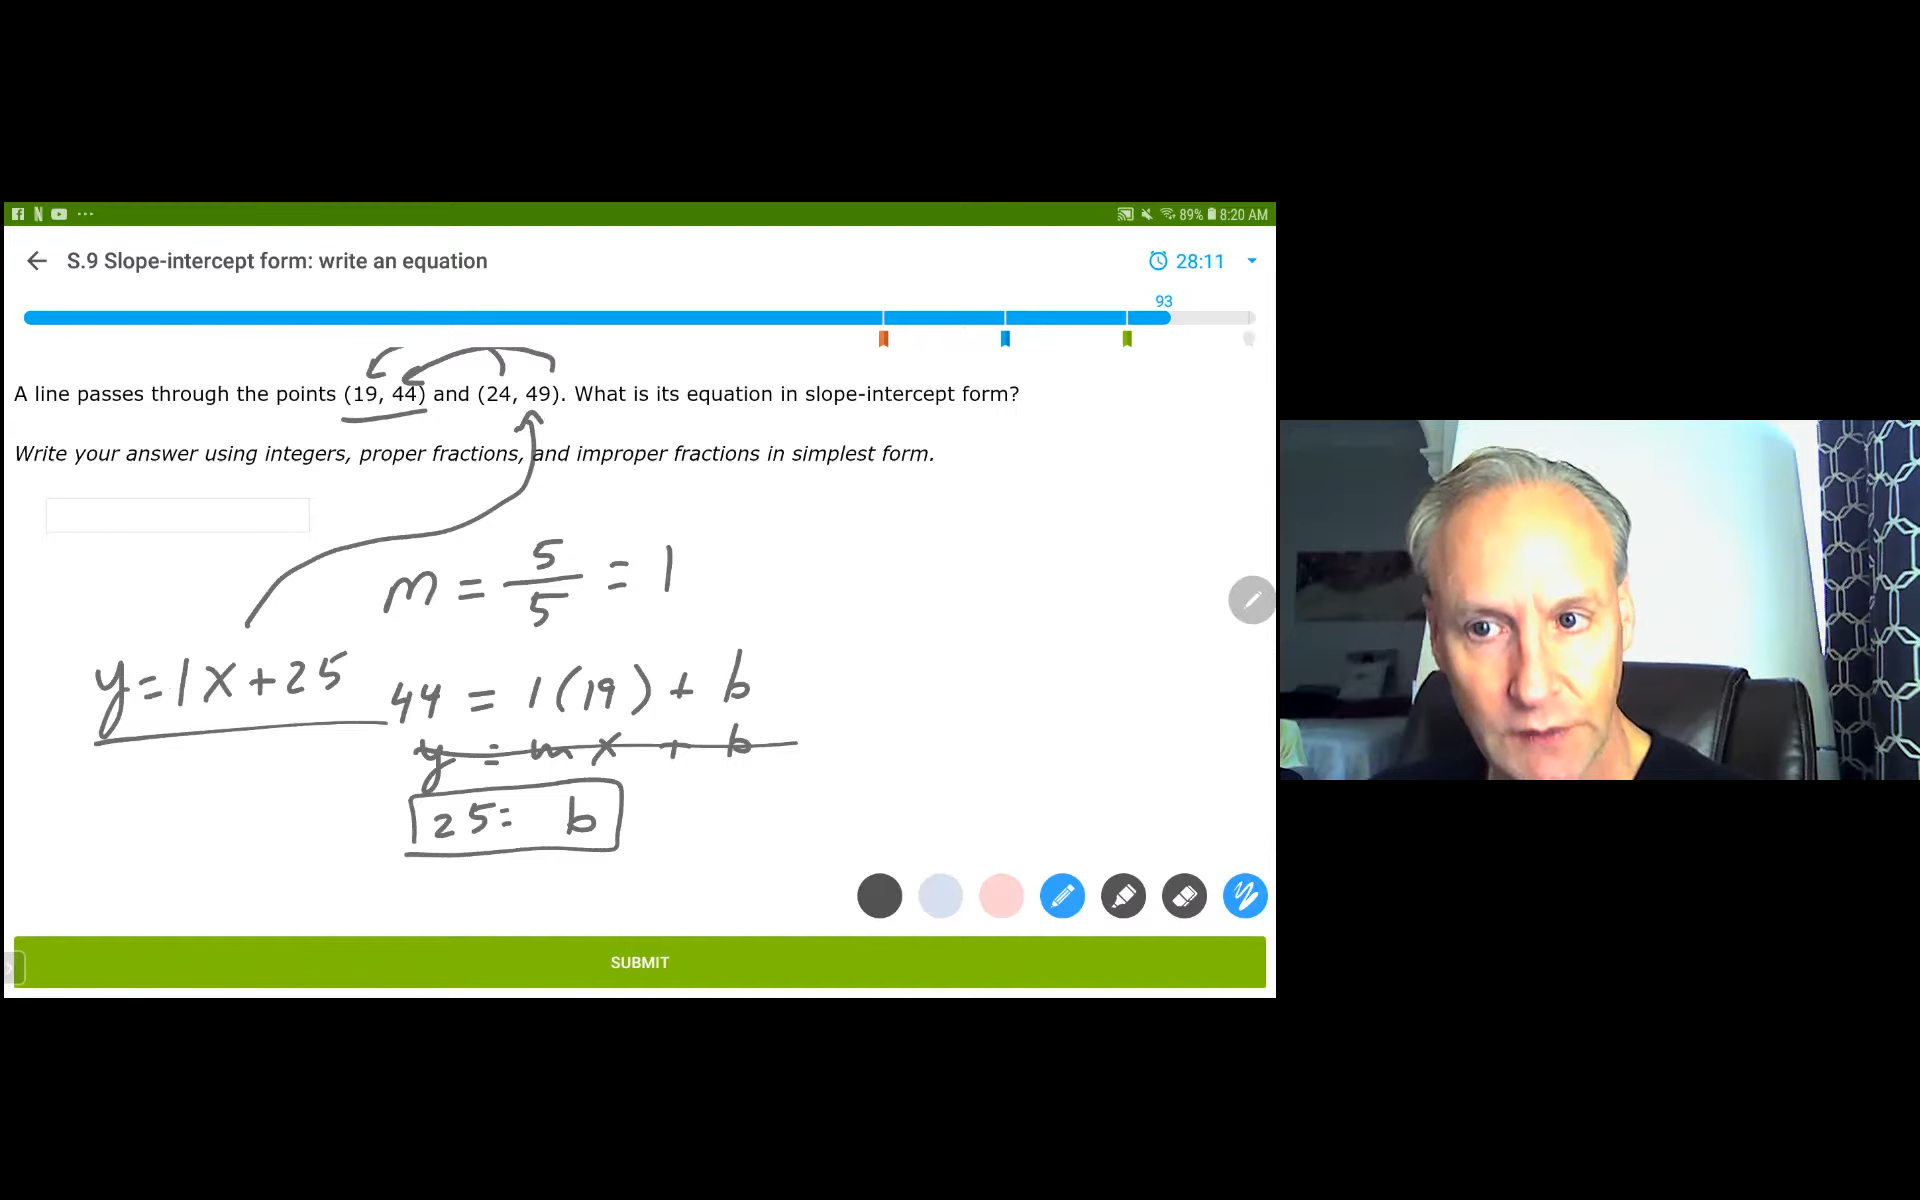 89% 8:20 AM
S.9 Slope-intercept form: write an equation
28:11
93
A line passes through the points (19, 44) and (24, 49). What is its equation in slope-intercept form?
Write your answer using integers, proper fractions, and improper fractions in simplest form.
m = 5/5 = 1
y=1x+25
44 = 1(19) + b
y = mx + b
25= b
SUBMIT